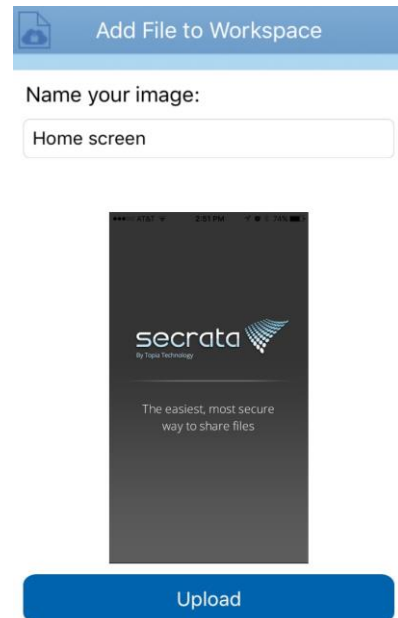 Add File to Workspace
Name your image:
Home screen
AT&T 2:51 PM 74%
secrata
By Topia Technology
The easiest, most secure
way to share files
Upload